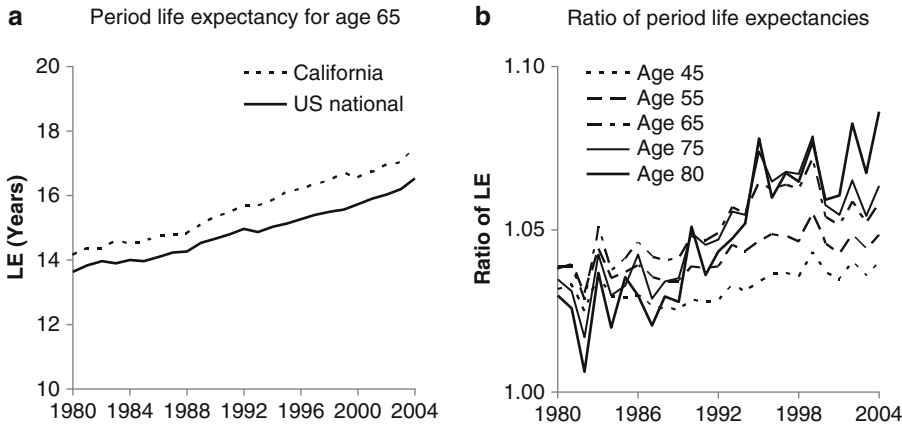 a Period life expectancy for age 65
LE (Years)
20
18
16
14
12
10
California
US national
1980 1984 1988 1992 1996 2000 2004
b Ratio of period life expectancies
Ratio of LE
1.10
1.05
1.00
Age 45
Age 55
Age 65
Age 75
Age 80
1980 1986 1992 1998 2004